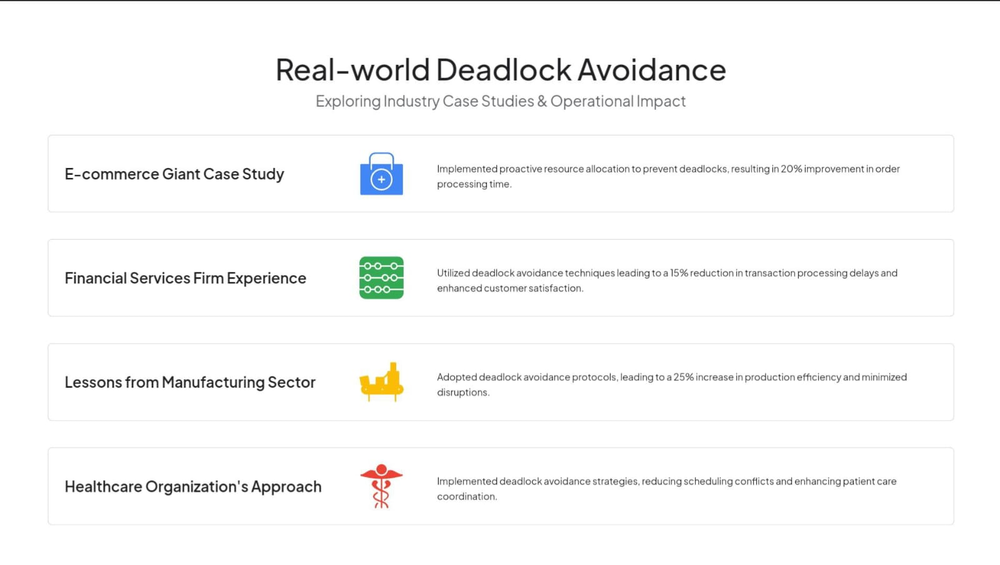 Real-world Deadlock Avoidance
Exploring Industry Case Studies & Operational Impact
E-commerce Giant Case Study
Implemented proactive resource allocation to prevent deadlocks, resulting in 20% improvement in order
processing time.
Financial Services Firm Experience
Utilized deadlock avoidance techniques leading to a 15% reduction in transaction processing delays and
enhanced customer satisfaction.
Lessons from Manufacturing Sector
Adopted deadlock avoidance protocols, leading to a 25% increase in production efficiency and minimized
disruptions.
Healthcare Organization's Approach
Implemented deadlock avoidance strategies, reducing scheduling conflicts and enhancing patient care
coordination.